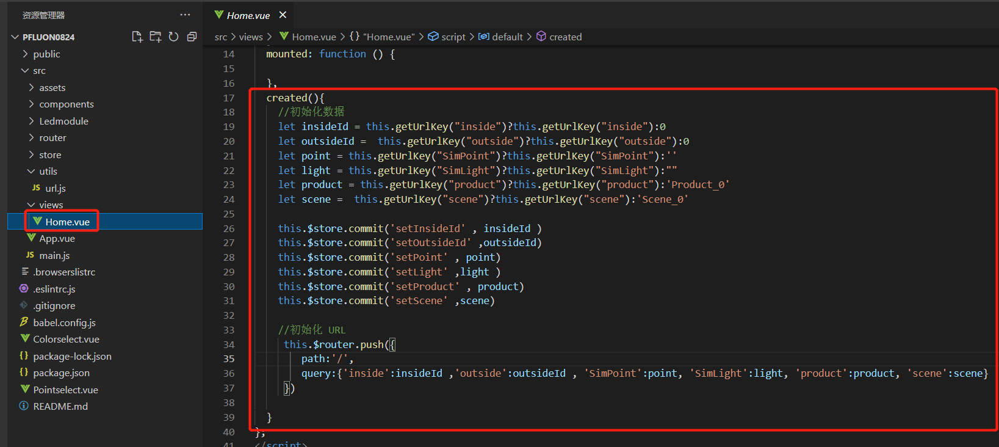 资源管理器
PFLUON0824
public
src
assets
components
Ledmodule
router
store
utils
JS url.js
views
Home.vue
App.vue
JS main.js
.browserslistrc
.eslintrc.js
.gitignore
babel.config.js
Colorselect.vue
{} package-lock.json
{} package.json
Pointselect.vue
README.md
Home.vue
src > views > Home.vue > {} "Home.vue" > script > default > created
14 mounted: function () {
15
16 },
17 created(){
18 //初始化数据
19 let insideId = this.getUrlKey("inside")?this.getUrlKey("inside"):0
20 let outsideId =  this.getUrlKey("outside")?this.getUrlKey("outside"):0
21 let point = this.getUrlKey("SimPoint")?this.getUrlKey("SimPoint"):''
22 let light = this.getUrlKey("SimLight")?this.getUrlKey("SimLight"):""
23 let product = this.getUrlKey("product")?this.getUrlKey("product"):'Product_0'
24 let scene =  this.getUrlKey("scene")?this.getUrlKey("scene"):'Scene_0'
25
26 this.$store.commit('setInsideId' , insideId )
27 this.$store.commit('setOutsideId' ,outsideId)
28 this.$store.commit('setPoint' , point)
29 this.$store.commit('setLight' ,light )
30 this.$store.commit('setProduct' , product)
31 this.$store.commit('setScene' ,scene)
32
33 //初始化 URL
34 this.$router.push({
35 path:'/',
36 query:{'inside':insideId ,'outside':outsideId , 'SimPoint':point, 'SimLight':light, 'product':product, 'scene':scene}
37 })
38
39 }
40 };
41 </script>